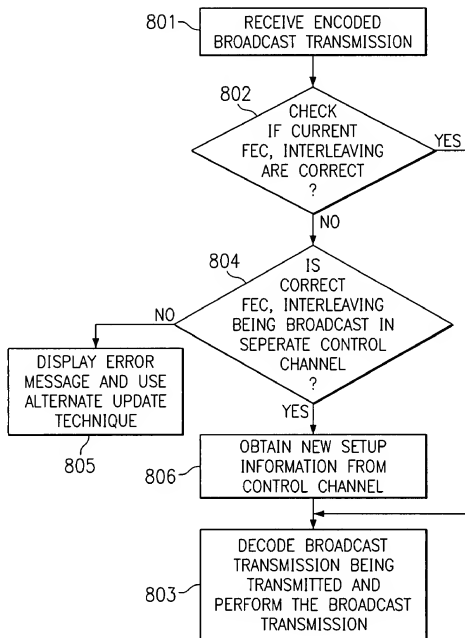 801
RECEIVE ENCODED
BROADCAST TRANSMISSION
802
CHECK
IF CURRENT
FEC, INTERLEAVING
ARE CORRECT
?
YES
NO
804
IS
CORRECT
FEC, INTERLEAVING
BEING BROADCAST IN
SEPERATE CONTROL
CHANNEL
?
NO
YES
DISPLAY ERROR
MESSAGE AND USE
ALTERNATE UPDATE
TECHNIQUE
805
806
OBTAIN NEW SETUP
INFORMATION FROM
CONTROL CHANNEL
803
DECODE BROADCAST
TRANSMISSION BEING
TRANSMITTED AND
PERFORM THE BROADCAST
TRANSMISSION